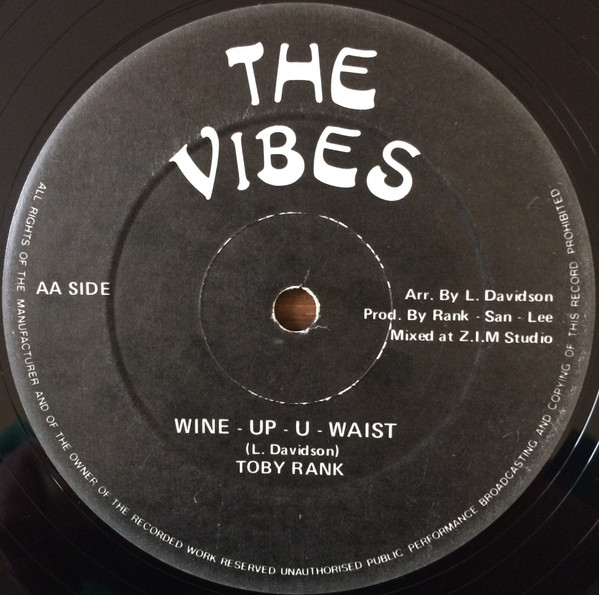 THE
VIBES
AA SIDE
Arr. By L. Davidson
Prod. By Rank - San - Lee
Mixed at Z.I.M Studio
WINE - UP - U - WAIST
(L. Davidson)
TOBY RANK
ALL RIGHTS OF THE MANUFACTURER AND OF THE OWNER OF THE RECORDED WORK RESERVED UNAUTHORISED PUBLIC PERFORMANCE BROADCASTING AND COPYING OF THIS RECORD PROHIBITED